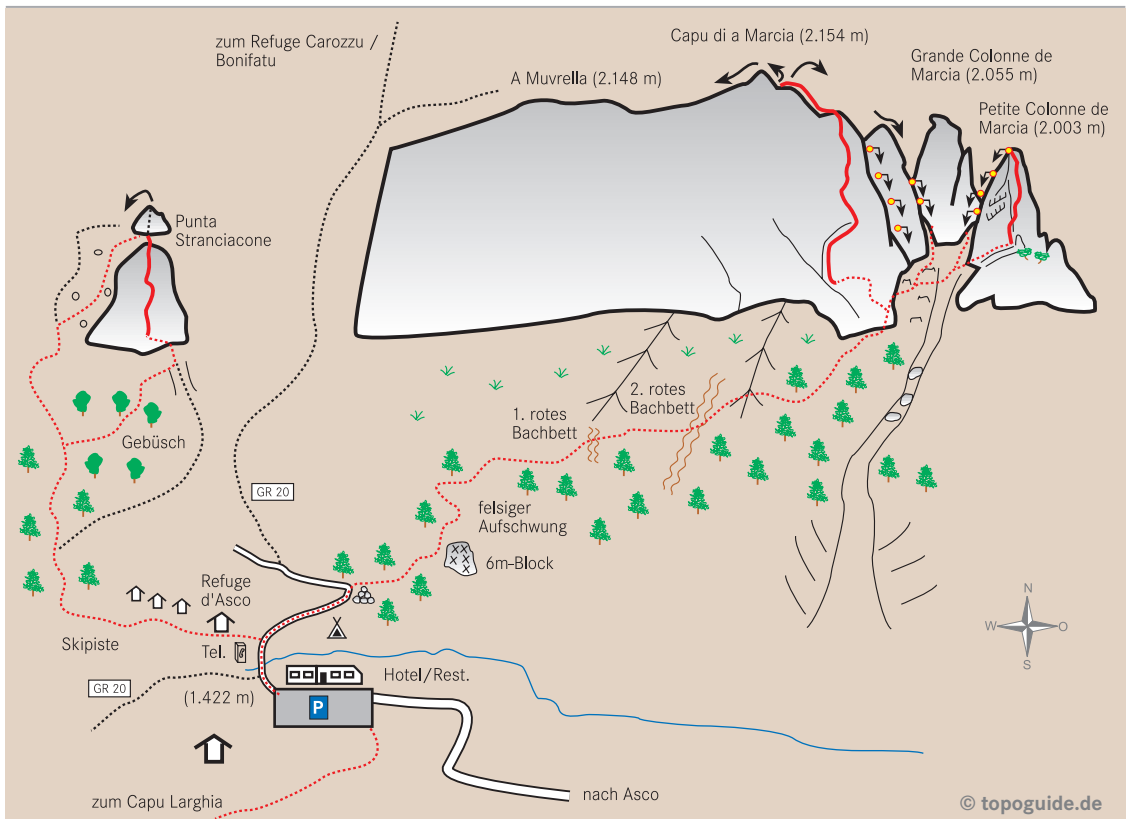 zum Refuge Carozzu /
Bonifatu
Capu di a Marcia (2.154 m)
A Muvrella (2.148 m)
Grande Colonne de
Marcia (2.055 m)
Petite Colonne de
Marcia (2.003 m)
Punta
Stranciacone
Gebüsch
1. rotes
Bachbett
2. rotes
Bachbett
GR 20
felsiger
Aufschwung
6m-Block
Refuge
d'Asco
Skipiste
Tel.
Hotel/Rest.
GR 20
(1.422 m)
P
N
W
O
S
zum Capu Larghia
nach Asco
© topoguide.de